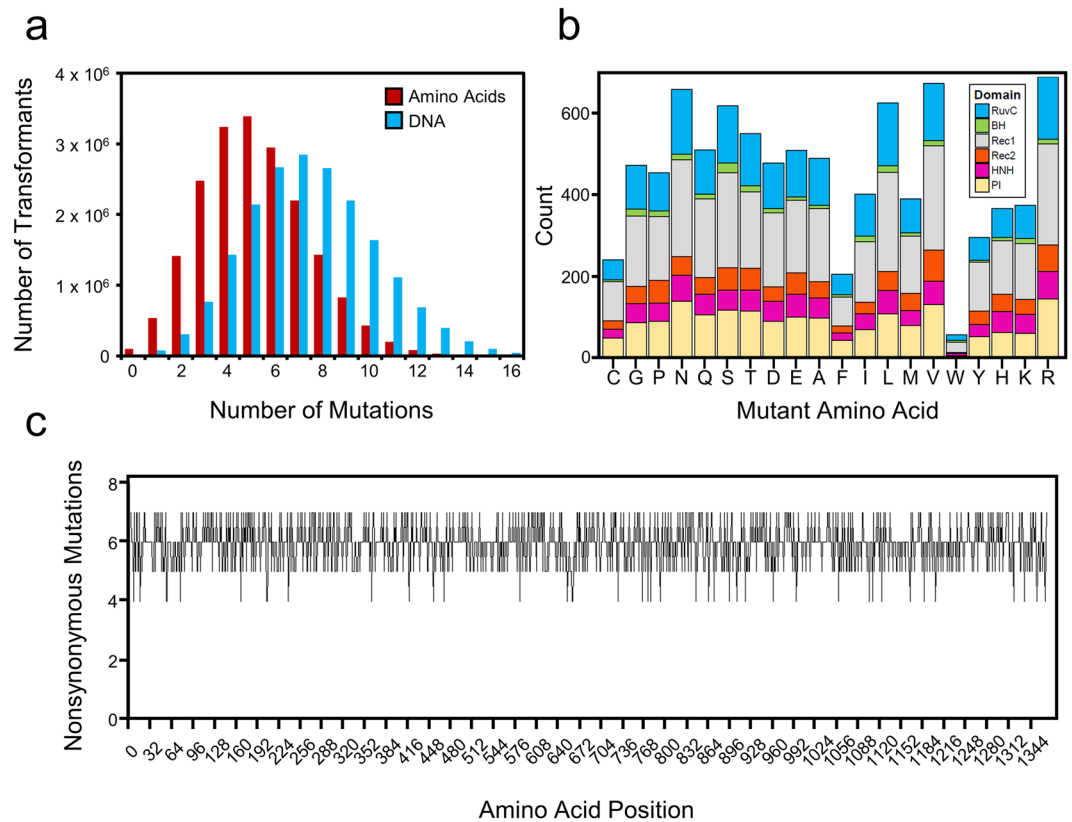 a
Number of Transformants
4 x 10⁶
3 x 10⁶
2 x 10⁶
1 x 10⁶
0
Amino Acids
DNA
0 2 4 6 8 10 12 14 16
Number of Mutations
b
Count
600
400
200
0
Domain
RuvC
BH
Rec1
Rec2
HNH
PI
C G P N Q S T D E A F I L M V W Y H K R
Mutant Amino Acid
c
Nonsynonymous Mutations
8
6
4
2
0
0 32 64 96 128 160 192 224 256 288 320 352 384 416 448 480 512 544 576 608 640 672 704 736 768 800 832 864 896 928 960 992 1024 1056 1088 1120 1152 1184 1216 1248 1280 1312 1344
Amino Acid Position